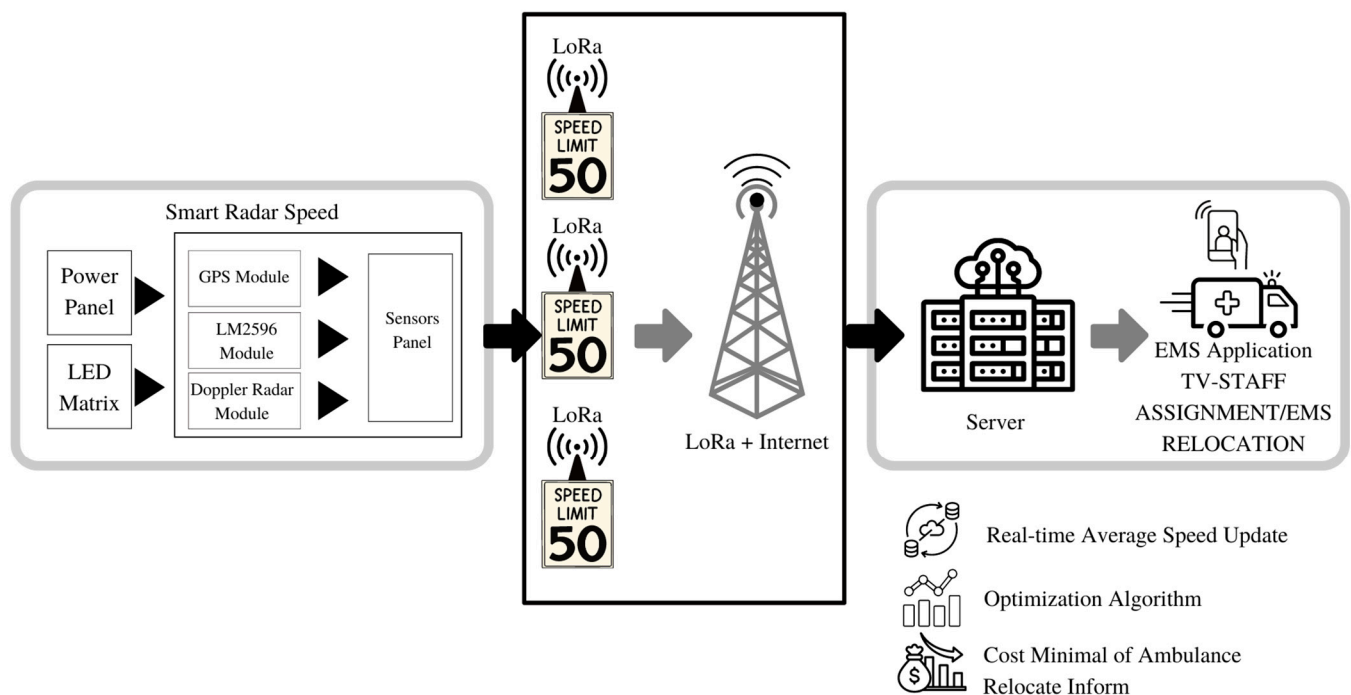 Smart Radar Speed
Power
Panel
LED
Matrix
GPS Module
LM2596
Module
Doppler Radar
Module
Sensors
Panel
LoRa
SPEED
LIMIT
50
LoRa
SPEED
LIMIT
50
LoRa
SPEED
LIMIT
50
LoRa + Internet
Server
EMS Application
TV-STAFF
ASSIGNMENT/EMS
RELOCATION
Real-time Average Speed Update
Optimization Algorithm
$
Cost Minimal of Ambulance
Relocate Inform